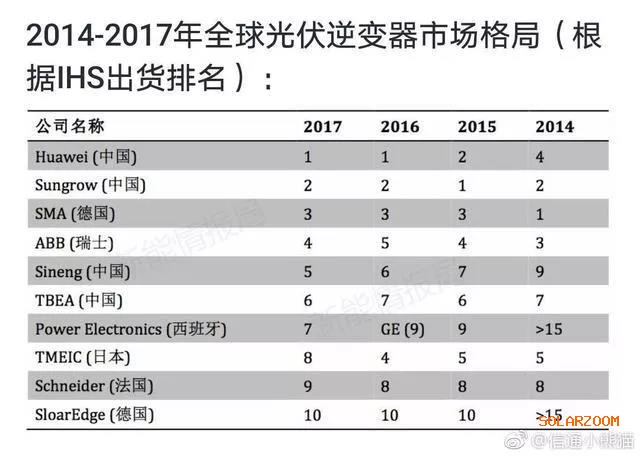 2014-2017年全球光伏逆变器市场格局（根
据IHS出货排名）:
公司名称 2017 2016 2015 2014
Huawei (中国) 1 1 2 4
Sungrow (中国) 2 2 1 2
SMA (德国) 3 3 3 1
ABB (瑞士) 4 5 4 3
Sineng (中国) 5 6 7 9
TBEA (中国) 6 7 6 7
Power Electronics (西班牙) 7 GE (9) 9 >15
TMEIC (日本) 8 4 5 5
Schneider (法国) 9 8 8 8
SloarEdge (德国) 10 10 10 >15
新能情报局
新能情报局
SOLARZOOM
@信通小熊猫